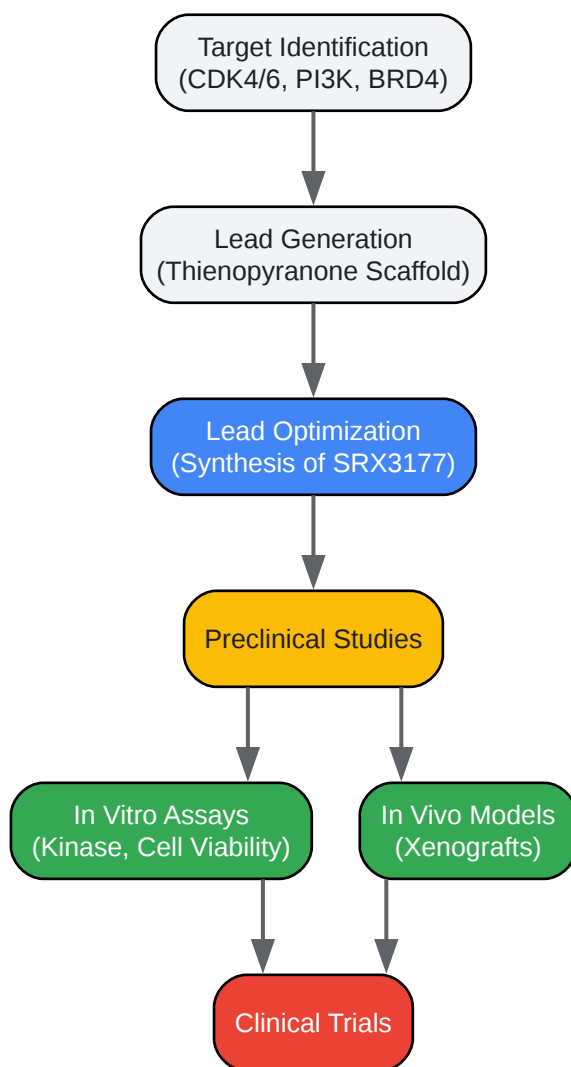 Target Identification
(CDK4/6, PI3K, BRD4)
Lead Generation
(Thienopyranone Scaffold)
Lead Optimization
(Synthesis of SRX3177)
Preclinical Studies
In Vitro Assays
(Kinase, Cell Viability)
In Vivo Models
(Xenografts)
Clinical Trials